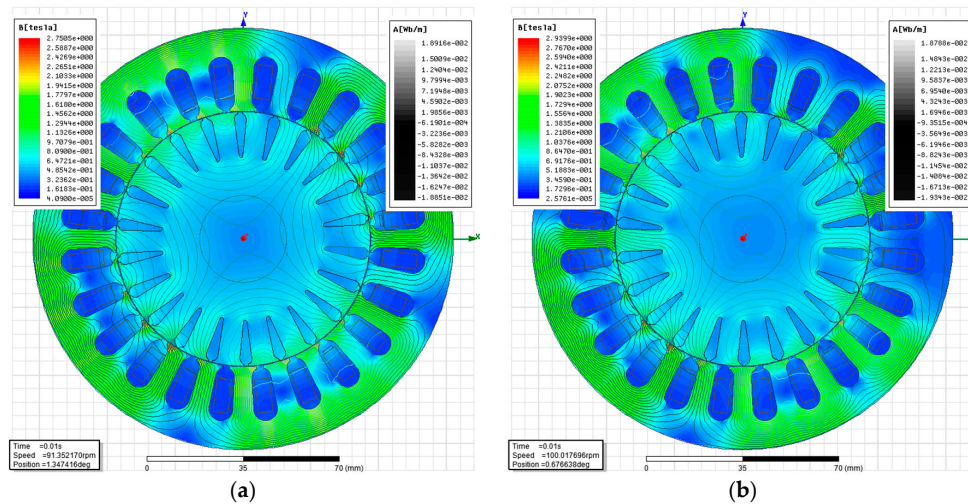 B[tesla]
2.7505e+000
2.5887e+000
2.4269e+000
2.2651e+000
2.1033e+000
1.9415e+000
1.7797e+000
1.6180e+000
1.4562e+000
1.2944e+000
1.1326e+000
9.7079e-001
8.0900e-001
6.4721e-001
4.8542e-001
3.2362e-001
1.6183e-001
4.0900e-005
Y
A[Wb/m]
1.8916e-002
1.5009e-002
1.2404e-002
9.7994e-003
7.1948e-003
4.5902e-003
1.9856e-003
-6.1901e-004
-3.2236e-003
-5.8282e-003
-8.4328e-003
-1.1037e-002
-1.3642e-002
-1.6247e-002
-1.8851e-002
X
Time =0.01s
Speed =91.352170rpm
Position =1.347416deg
0 35 70 (mm)
(a)
B[tesla]
2.9399e+000
2.7670e+000
2.5940e+000
2.4211e+000
2.2482e+000
2.0752e+000
1.9023e+000
1.7294e+000
1.5564e+000
1.3835e+000
1.2106e+000
1.0376e+000
8.6470e-001
6.9176e-001
5.1883e-001
3.4590e-001
1.7296e-001
2.5761e-005
Y
A[Wb/m]
1.8788e-002
1.4843e-002
1.2213e-002
9.5837e-003
6.9540e-003
4.3243e-003
1.6946e-003
-9.3515e-004
-3.5649e-003
-6.1946e-003
-8.8243e-003
-1.1454e-002
-1.4084e-002
-1.6713e-002
-1.9343e-002
X
Time =0.01s
Speed =100.017696rpm
Position =0.676638deg
0 35 70 (mm)
(b)